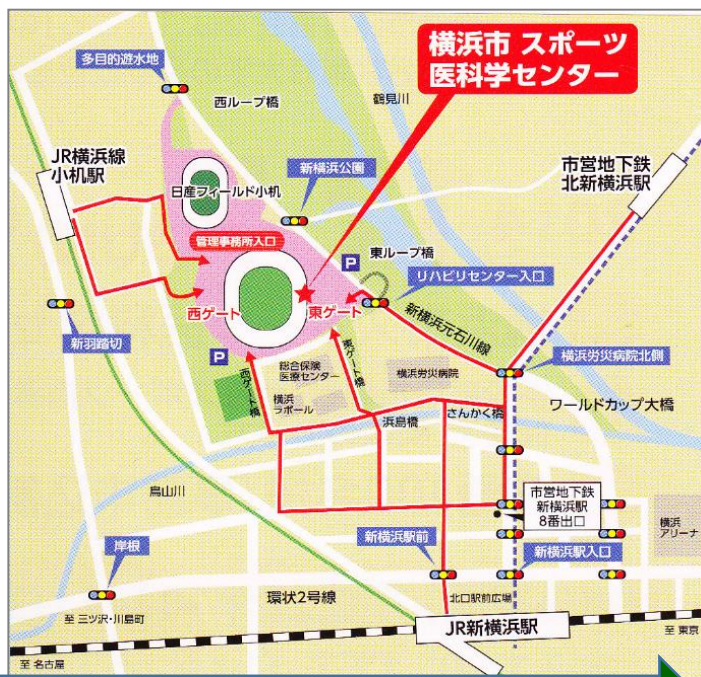 横浜市 スポーツ
医科学センター
多目的遊水地
西ループ橋
鶴見川
JR横浜線
小机駅
日産フィールド小机
新横浜公園
市営地下鉄
北新横浜駅
管理事務所入口
P
東ループ橋
リハビリセンター入口
西ゲート
東ゲート
新横浜元石川線
新羽踏切
P
西ゲート橋
東ゲート橋
総合保険
医療センター
横浜
ラポール
横浜労災病院
横浜労災病院北側
浜鳥橋
さんかく橋
ワールドカップ大橋
鳥山川
市営地下鉄
新横浜駅
8番出口
横浜
アリーナ
岸根
新横浜駅前
新横浜駅入口
環状2号線
北口駅前広場
至 三ツ沢・川島町
JR新横浜駅
至 東京
至 名古屋